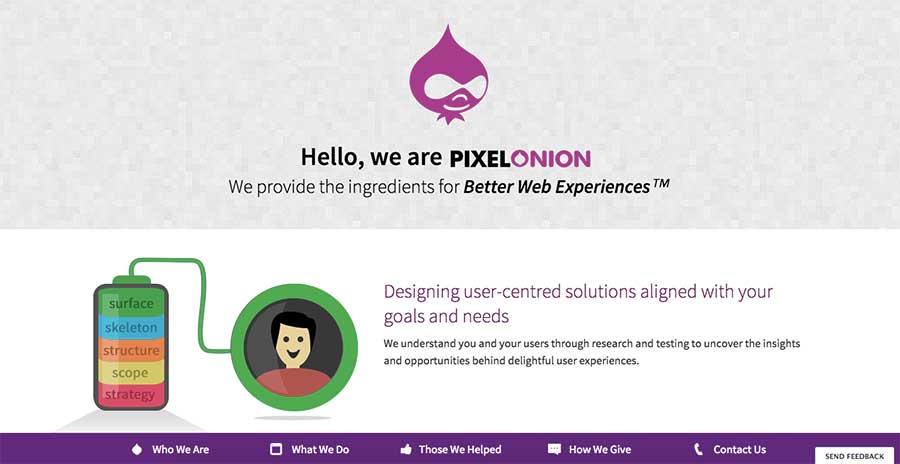 Hello, we are PIXELONION
We provide the ingredients for Better Web Experiences™
surface
skeleton
structure
scope
strategy
Designing user-centred solutions aligned with your
goals and needs
We understand you and your users through research and testing to uncover the insights
and opportunities behind delightful user experiences.
Who We Are
What We Do
Those We Helped
How We Give
Contact Us
SEND FEEDBACK